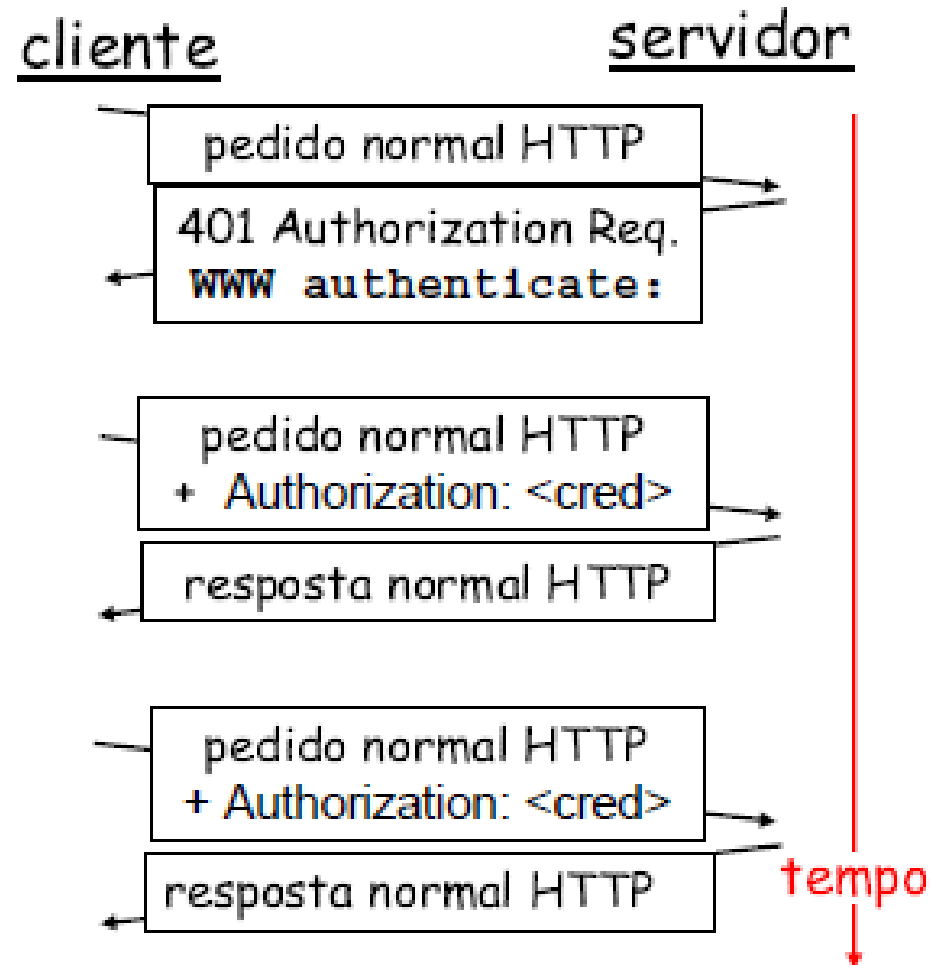 cliente
servidor
pedido normal HTTP
401 Authorization Req.
WWW authenticate:
pedido normal HTTP
+ Authorization: <cred>
resposta normal HTTP
pedido normal HTTP
+ Authorization: <cred>
resposta normal HTTP
tempo